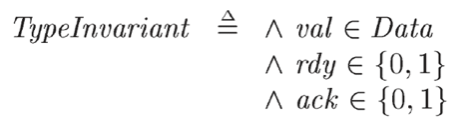 TypeInvariant ≜ ∧ val ∈ Data
∧ rdy ∈ {0, 1}
∧ ack ∈ {0, 1}